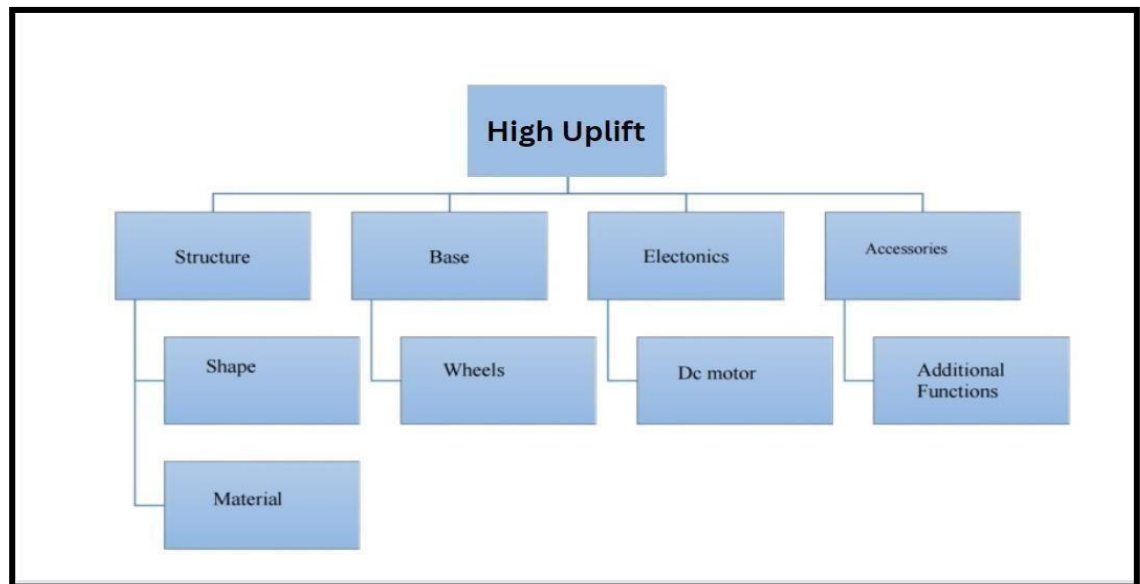 High Uplift
Structure
Base
Electonics
Accessories
Shape
Wheels
Dc motor
Additional
Functions
Material